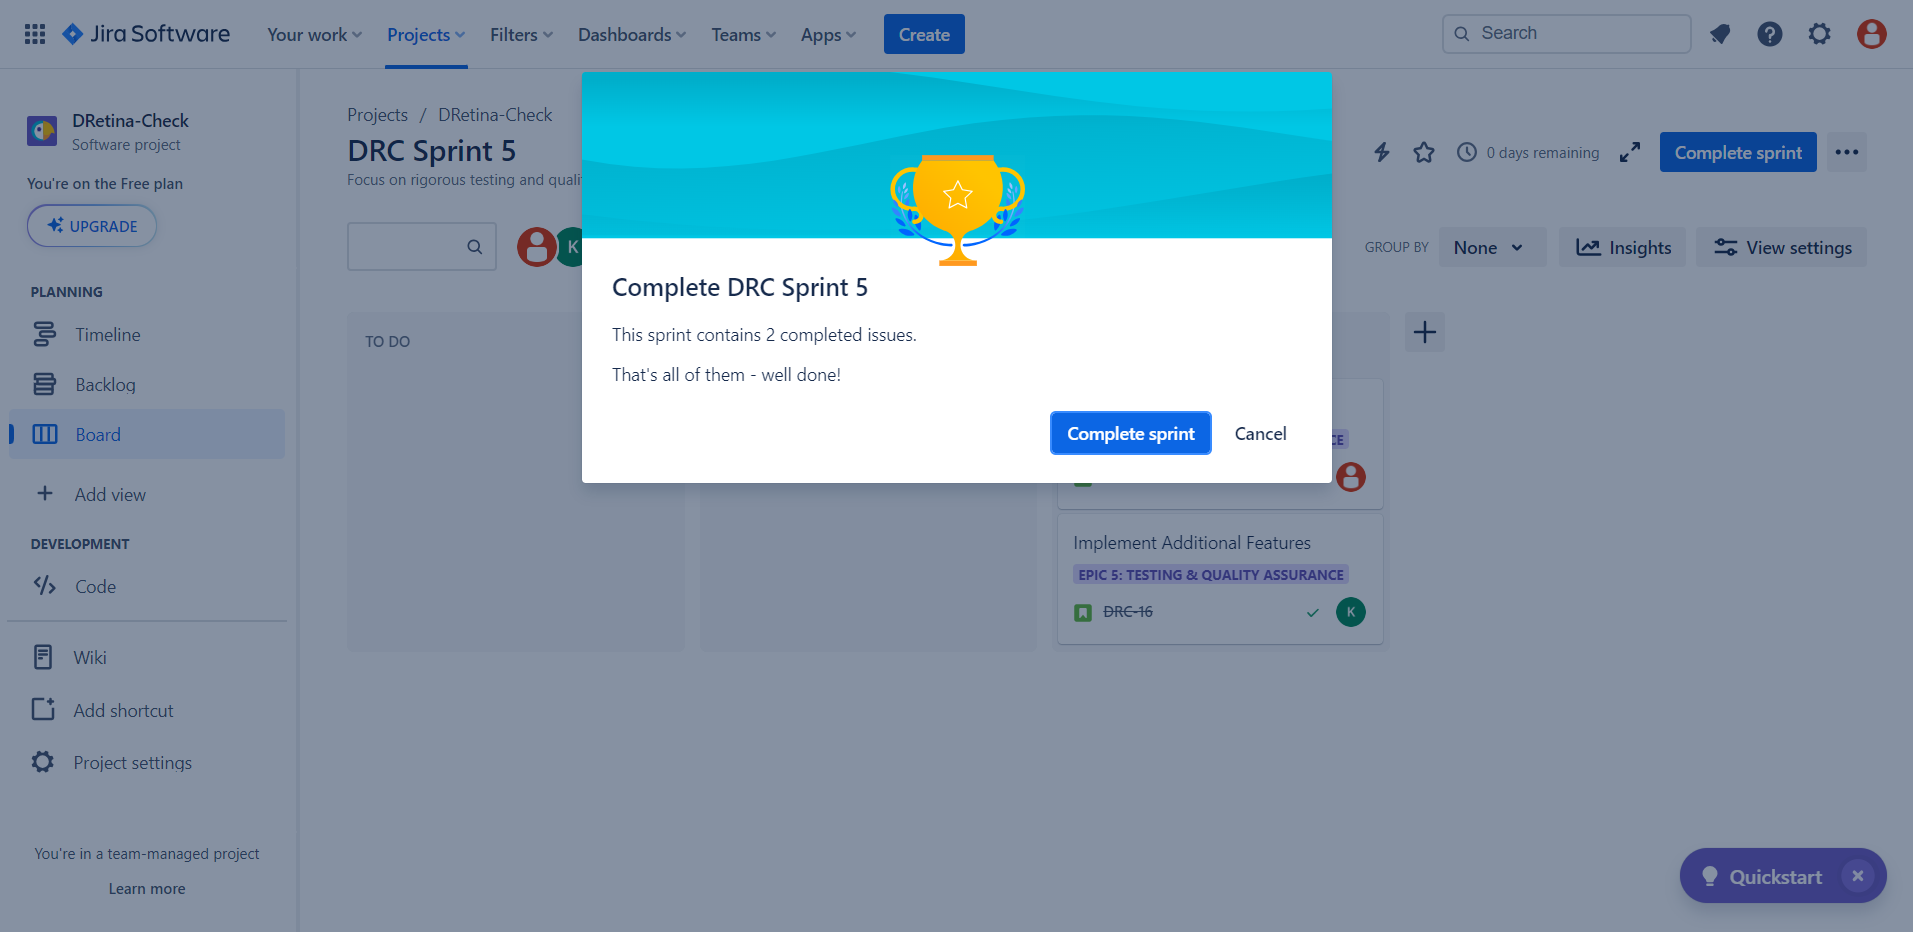 Jira Software
Your work
Projects
Filters
Dashboards
Teams
Apps
Create
Search
DRetina-Check
Software project
You're on the Free plan
UPGRADE
PLANNING
Timeline
Backlog
Board
Add view
DEVELOPMENT
Code
Wiki
Add shortcut
Project settings
You're in a team-managed project
Learn more
Projects / DRetina-Check
DRC Sprint 5
Focus on rigorous testing and
0 days remaining
Complete sprint
K
GROUP BY
None
Insights
View settings
TO DO
Complete DRC Sprint 5
This sprint contains 2 completed issues.
That's all of them - well done!
Complete sprint
Cancel
CE
Implement Additional Features
EPIC 5: TESTING & QUALITY ASSURANCE
DRC-16
K
Quickstart